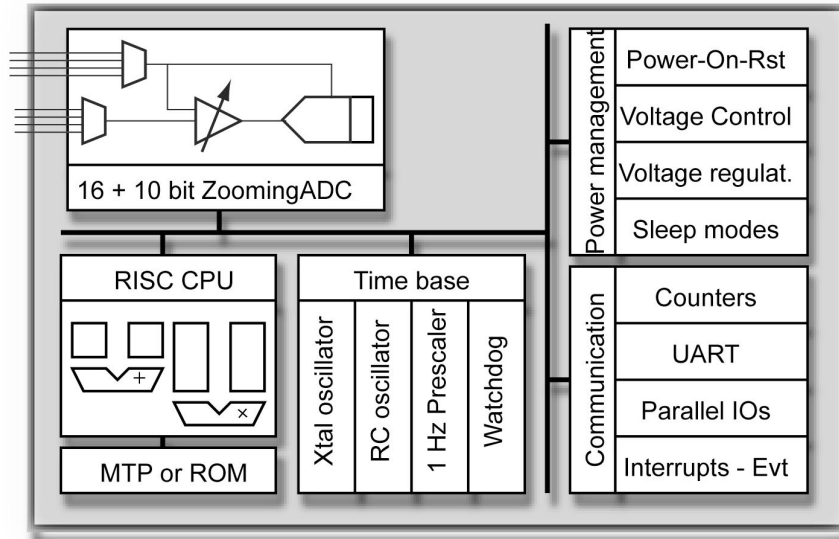 16 + 10 bit ZoomingADC
RISC CPU
+
×
MTP or ROM
Time base
Xtal oscillator
RC oscillator
1 Hz Prescaler
Watchdog
Power management
Power-On-Rst
Voltage Control
Voltage regulat.
Sleep modes
Communication
Counters
UART
Parallel IOs
Interrupts - Evt